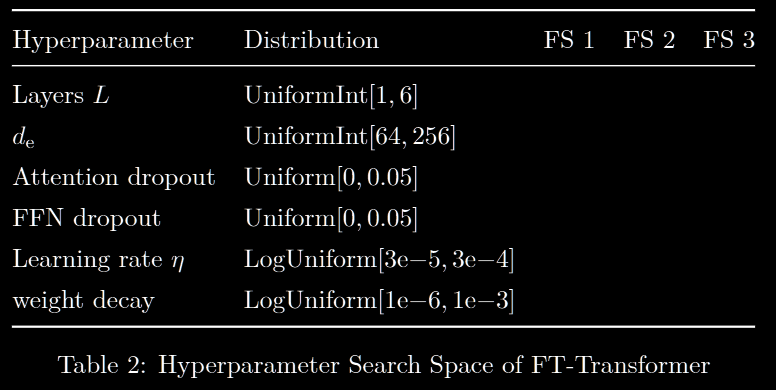 Hyperparameter Distribution FS 1 FS 2 FS 3
Layers L UniformInt[1, 6]
d_e UniformInt[64, 256]
Attention dropout Uniform[0, 0.05]
FFN dropout Uniform[0, 0.05]
Learning rate η LogUniform[3e−5, 3e−4]
weight decay LogUniform[1e−6, 1e−3]
Table 2: Hyperparameter Search Space of FT-Transformer